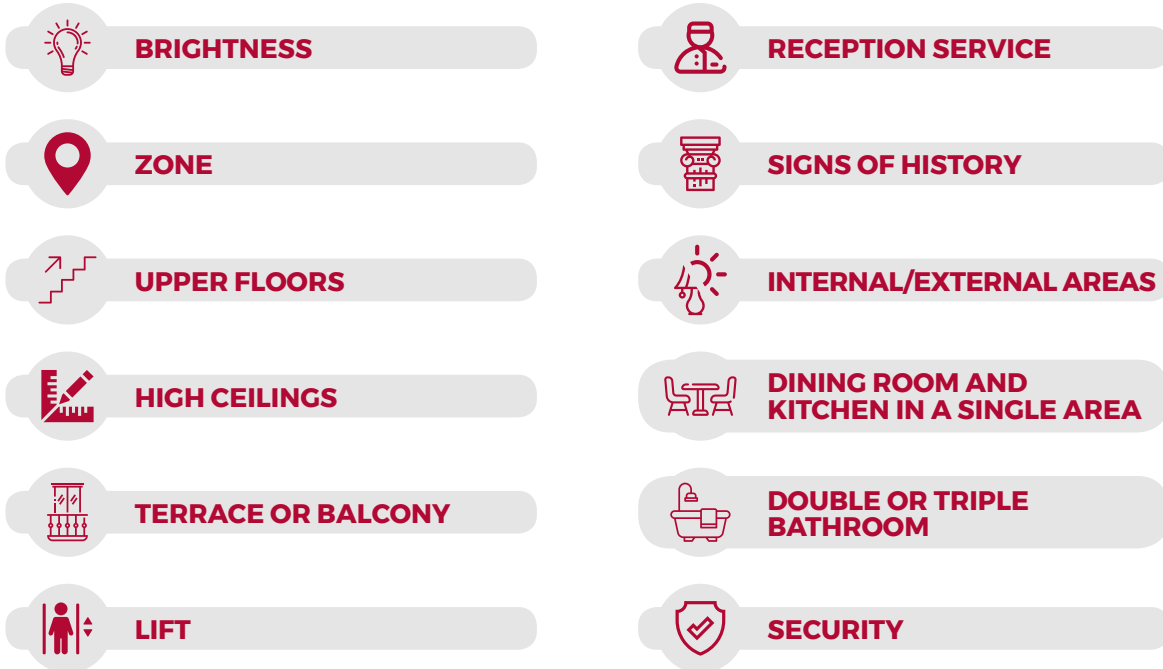 BRIGHTNESS
ZONE
UPPER FLOORS
HIGH CEILINGS
TERRACE OR BALCONY
LIFT
RECEPTION SERVICE
SIGNS OF HISTORY
INTERNAL/EXTERNAL AREAS
DINING ROOM AND
KITCHEN IN A SINGLE AREA
DOUBLE OR TRIPLE
BATHROOM
SECURITY